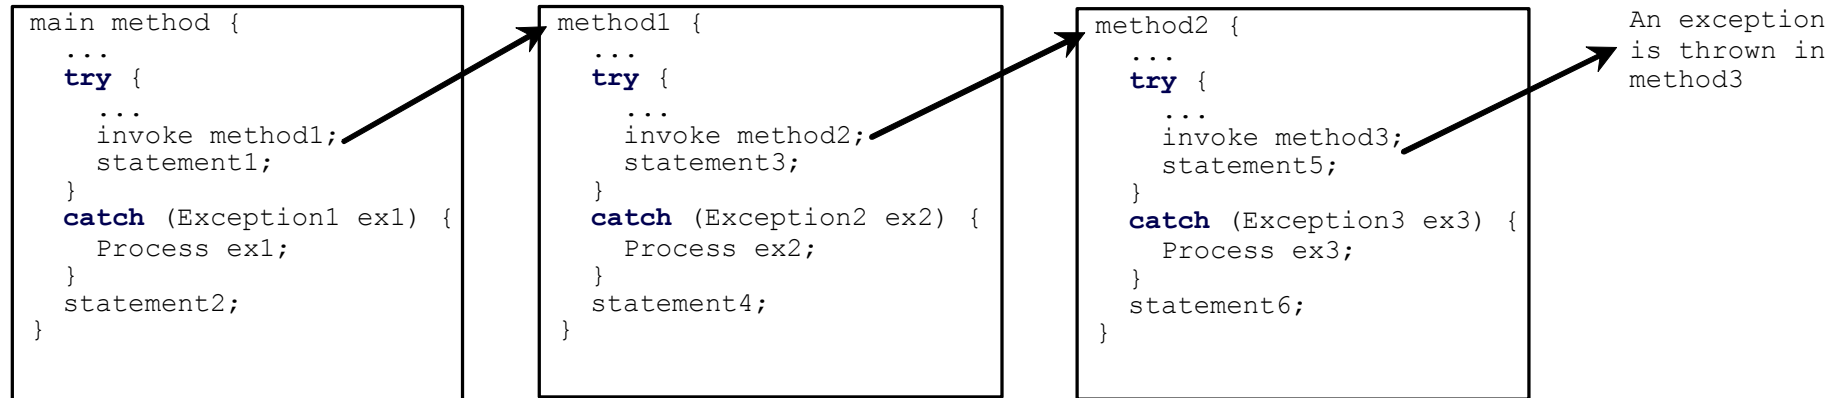 main method {
  ...
  try {
    ...
    invoke method1;
    statement1;
  }
  catch (Exception1 ex1) {
    Process ex1;
  }
  statement2;
}
method1 {
  ...
  try {
    ...
    invoke method2;
    statement3;
  }
  catch (Exception2 ex2) {
    Process ex2;
  }
  statement4;
}
method2 {
  ...
  try {
    ...
    invoke method3;
    statement5;
  }
  catch (Exception3 ex3) {
    Process ex3;
  }
  statement6;
}
An exception
is thrown in
method3